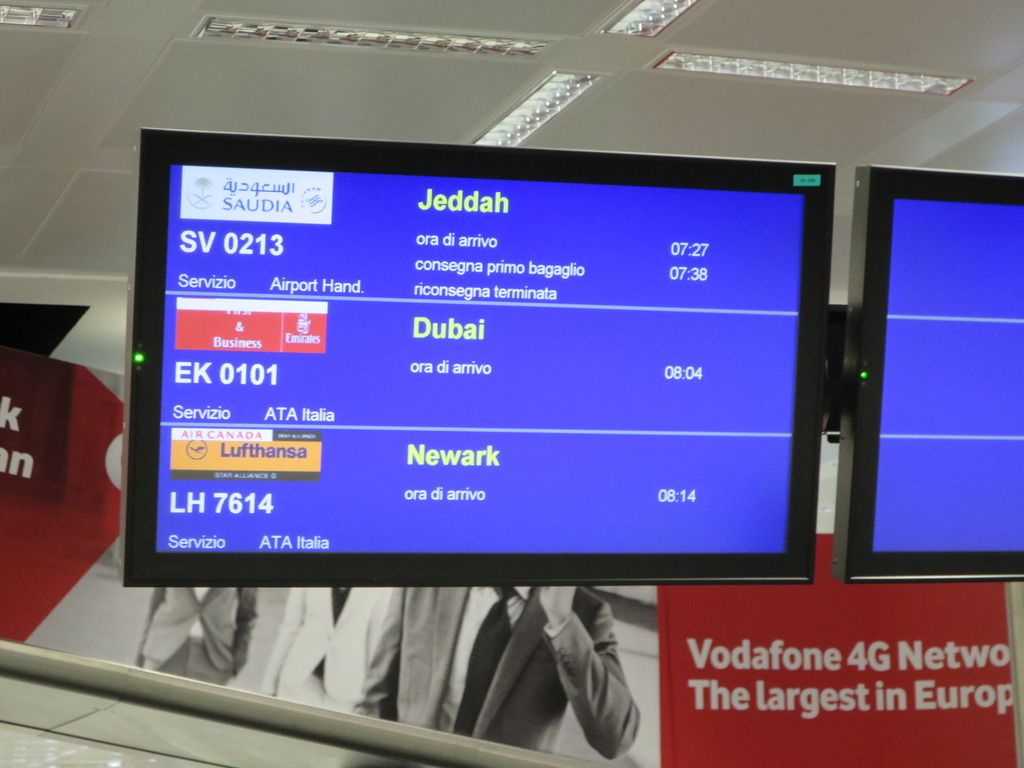 السعودية
SAUDIA
Jeddah
SV 0213
ora di arrivo 07:27
consegna primo bagaglio 07:38
Servizio Airport Hand.
riconsegna terminata
First
&
Business
Emirates
Dubai
EK 0101
ora di arrivo 08:04
Servizio ATA Italia
AIR CANADA
Lufthansa
STAR ALLIANCE
Newark
LH 7614
ora di arrivo 08:14
Servizio ATA Italia
k
an
Vodafone 4G Netwo
The largest in Europ